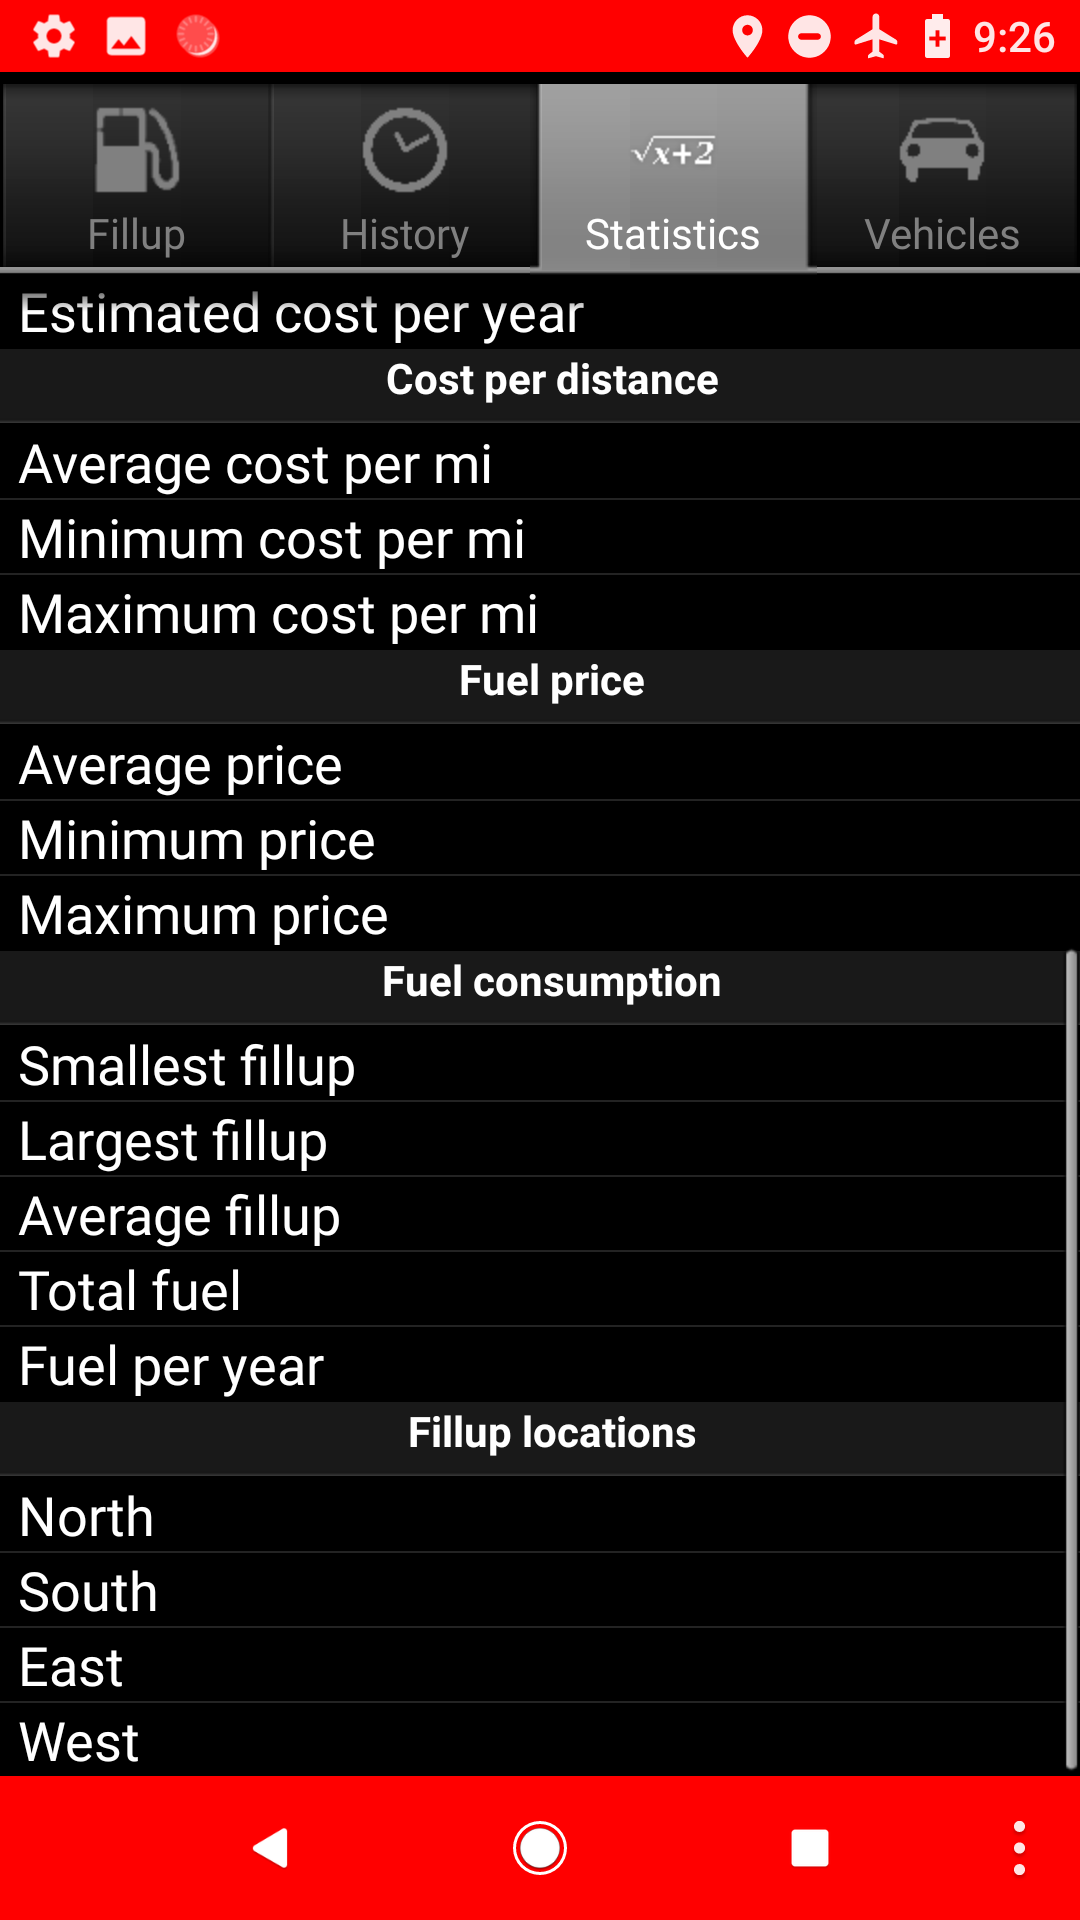 9:26
Fillup
History
√x+2
Statistics
Vehicles
Estimated cost per year
Cost per distance
Average cost per mi
Minimum cost per mi
Maximum cost per mi
Fuel price
Average price
Minimum price
Maximum price
Fuel consumption
Smallest fillup
Largest fillup
Average fillup
Total fuel
Fuel per year
Fillup locations
North
South
East
West